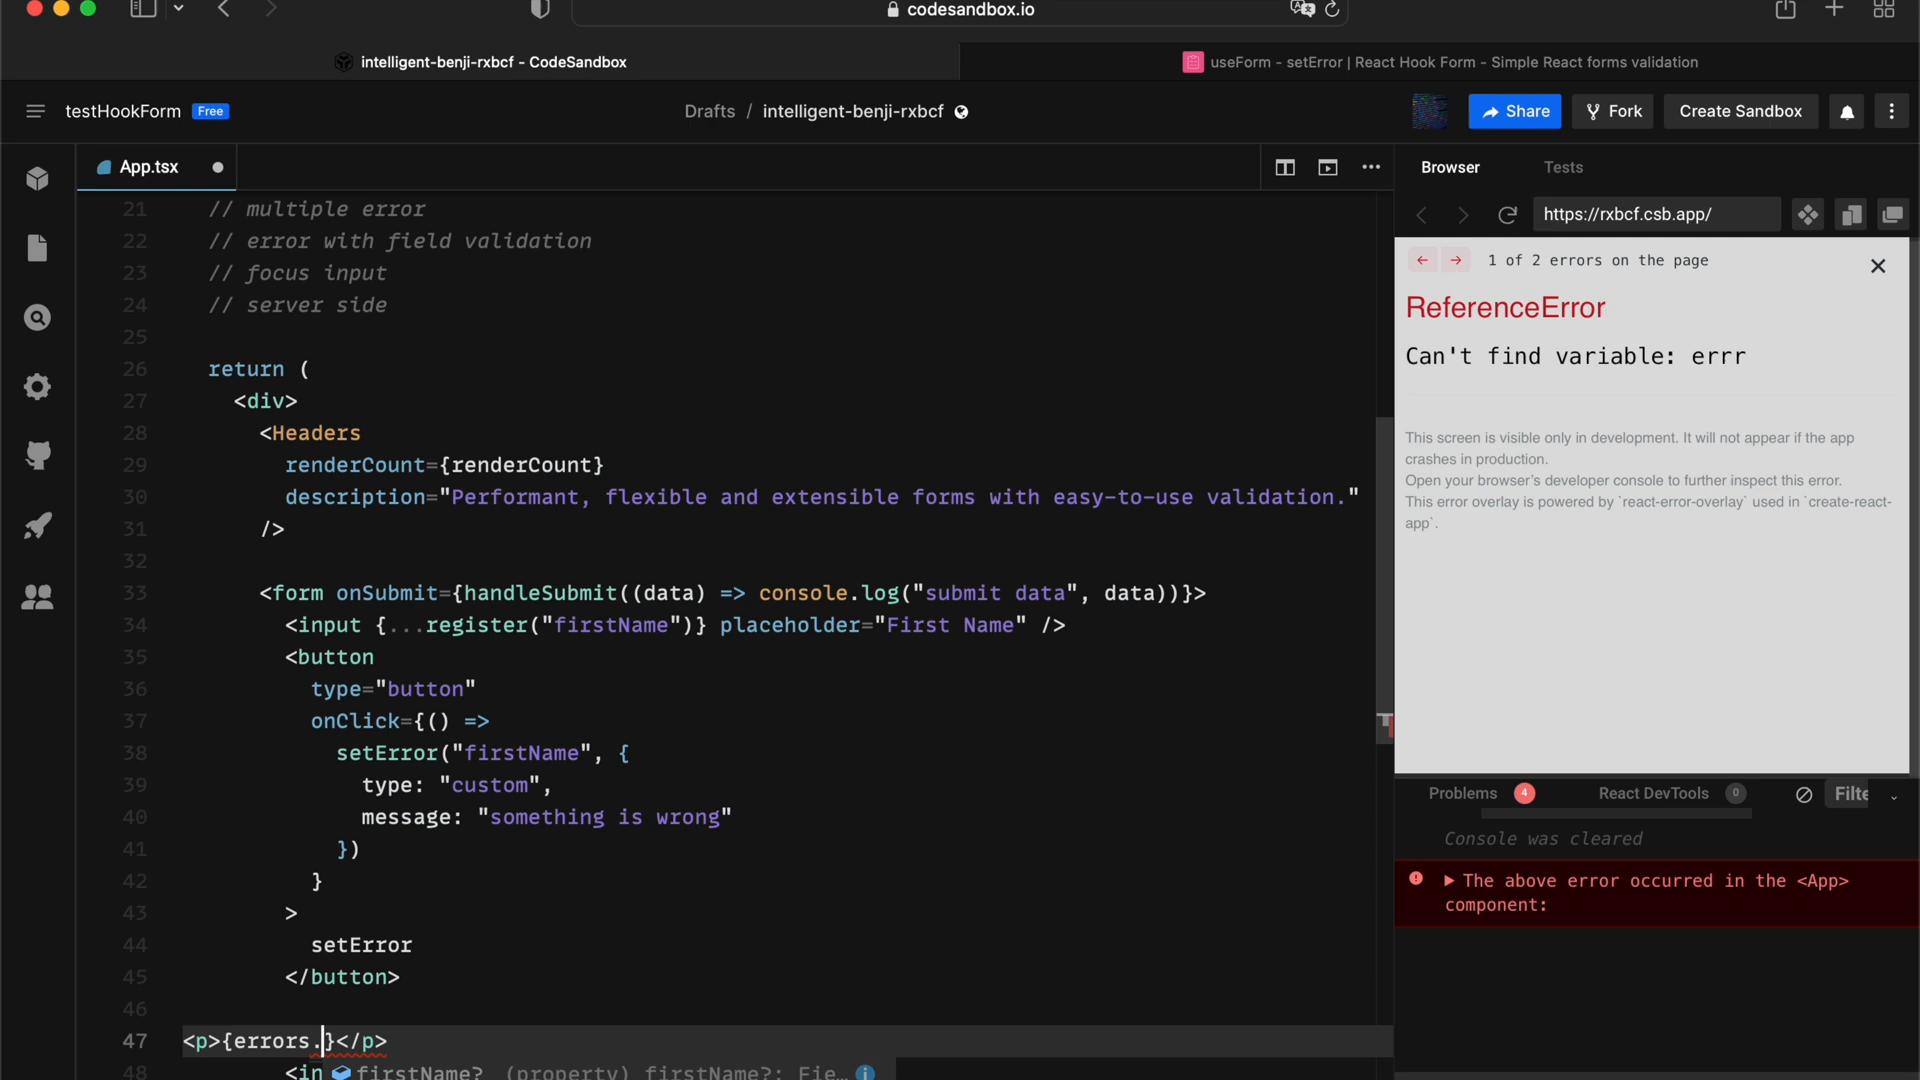 codesandbox.io
intelligent-benji-rxbcf - CodeSandbox
useForm - setError | React Hook Form - Simple React forms validation
testHookForm Free
Drafts / intelligent-benji-rxbcf
Share
Fork
Create Sandbox
App.tsx
Browser
Tests
https://rxbcf.csb.app/
21 // multiple error
22 // error with field validation
23 // focus input
24 // server side
25
26 return (
27 <div>
28 <Headers
29 renderCount={renderCount}
30 description="Performant, flexible and extensible forms with easy-to-use validation."
31 />
32
33 <form onSubmit={handleSubmit((data) => console.log("submit data", data))}>
34 <input {...register("firstName")} placeholder="First Name" />
35 <button
36 type="button"
37 onClick={() =>
38 setError("firstName", {
39 type: "custom",
40 message: "something is wrong"
41 })
42 }
43 >
44 setError
45 </button>
46
47 <p>{errors.}</p>
48 <in
firstName? (property) firstName?: Fie…
← → 1 of 2 errors on the page
ReferenceError
Can't find variable: errr
This screen is visible only in development. It will not appear if the app
crashes in production.
Open your browser's developer console to further inspect this error.
This error overlay is powered by `react-error-overlay` used in `create-react-
app`.
Problems 4
React DevTools 0
Filte
Console was cleared
The above error occurred in the <App>
component: